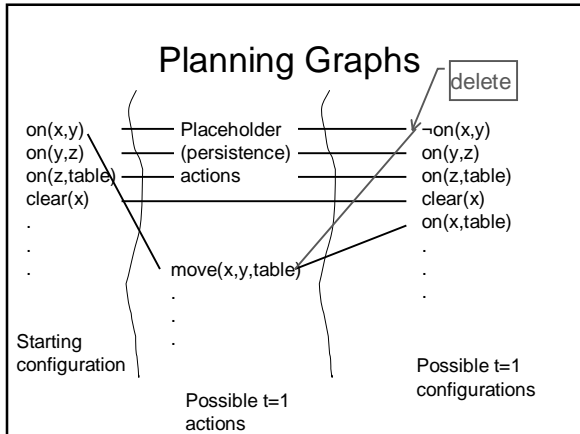 Planning Graphs
delete
on(x,y)
on(y,z)
on(z,table)
clear(x)
.
.
.
Starting
configuration
Placeholder
(persistence)
actions
move(x,y,table)
.
.
.
Possible t=1
actions
¬on(x,y)
on(y,z)
on(z,table)
clear(x)
on(x,table)
.
.
.
Possible t=1
configurations